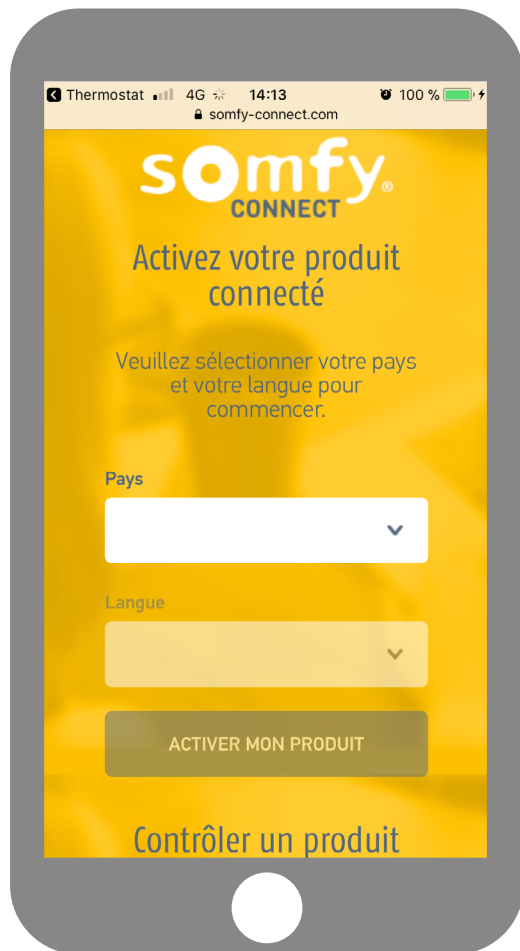 Thermostat 4G 14:13 100 %
somfy-connect.com
somfy®
CONNECT
Activez votre produit
connecté
Veuillez sélectionner votre pays
et votre langue pour
commencer.
Pays
Langue
ACTIVER MON PRODUIT
Contrôler un produit